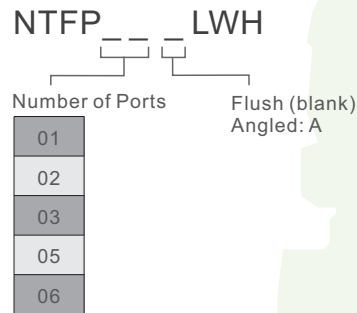 NTFP_ _ _LWH
Number of Ports
Flush (blank)
Angled: A
01
02
03
05
06